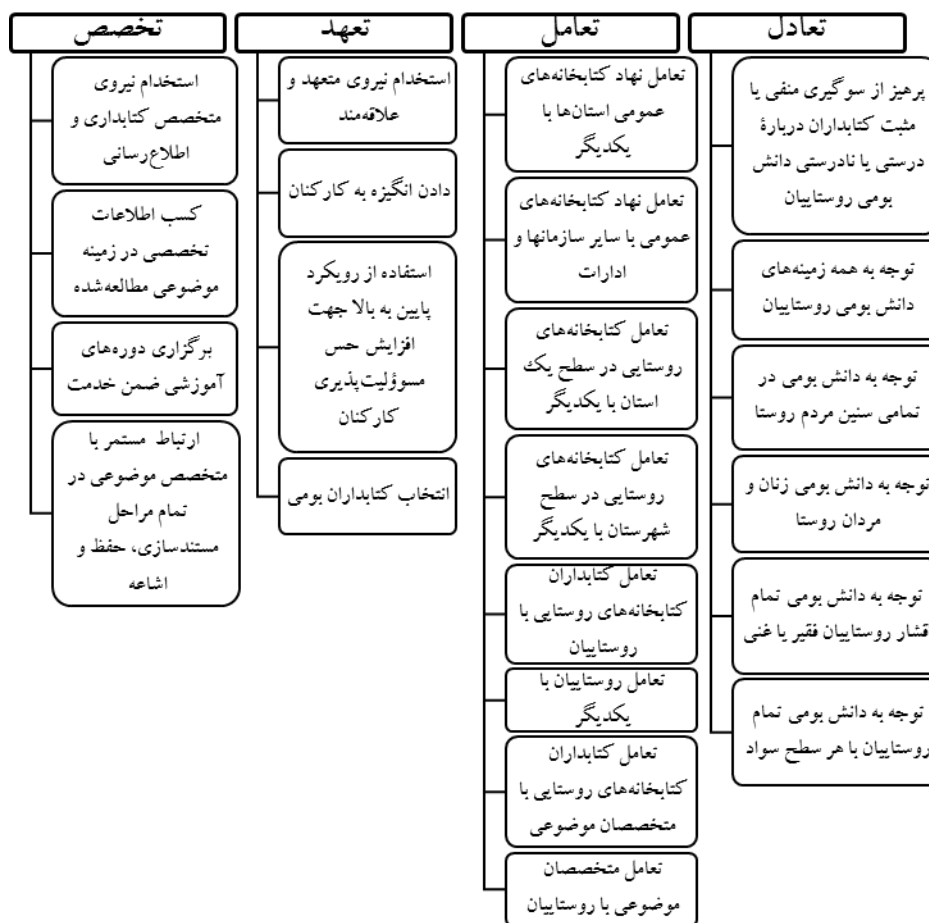 تعادل
پرهیز از سوگیری منفی یا
مثبت کتابداران دربارۀ
درستی یا نادرستی دانش
بومی روستاییان
توجه به همه زمینه‌های
دانش بومی روستاییان
توجه به دانش بومی در
تمامی سنین مردم روستا
توجه به دانش بومی زنان و
مردان روستا
توجه به دانش بومی تمام
اقشار روستاییان فقیر یا غنی
توجه به دانش بومی تمام
روستاییان با هر سطح سواد
تعامل
تعامل نهاد کتابخانه‌های
عمومی استان‌ها با
یکدیگر
تعامل نهاد کتابخانه‌های
عمومی با سایر سازمانها و
ادارات
تعامل کتابخانه‌های
روستایی در سطح یک
استان با یکدیگر
تعامل کتابخانه‌های
روستایی در سطح
شهرستان با یکدیگر
تعامل کتابداران
کتابخانه‌های روستایی با
روستاییان
تعامل روستاییان با
یکدیگر
تعامل کتابداران
کتابخانه‌های روستایی با
متخصصان موضوعی
تعامل متخصصان
موضوعی با روستاییان
تعهد
استخدام نیروی متعهد و
علاقه‌مند
دادن انگیزه به کارکنان
استفاده از رویکرد
پایین به بالا جهت
افزایش حس
مسوؤلیت‌پذیری
کارکنان
انتخاب کتابداران بومی
تخصص
استخدام نیروی
متخصص کتابداری و
اطلاع‌رسانی
کسب اطلاعات
تخصصی در زمینه
موضوعی مطالعه‌شده
برگزاری دوره‌های
آموزشی ضمن خدمت
ارتباط مستمر با
متخصص موضوعی در
تمام مراحل
مستندسازی، حفظ و
اشاعه